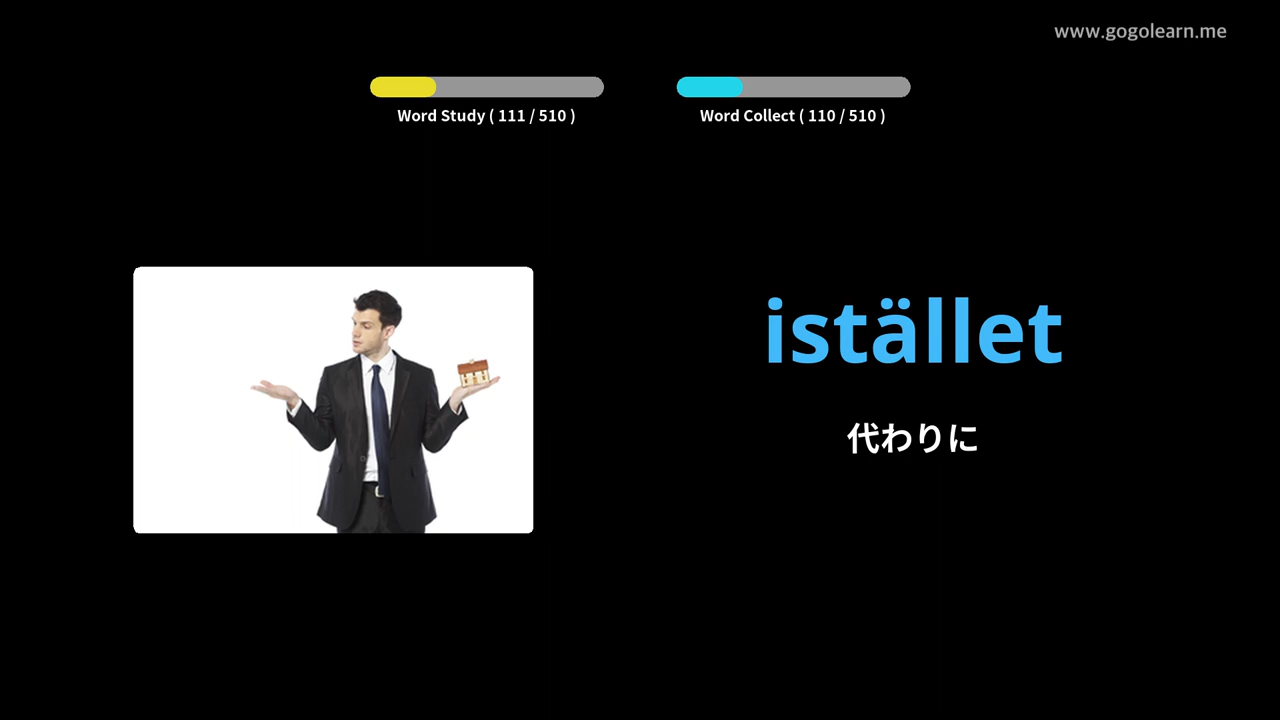 www.gogolearn.me
Word Study ( 111 / 510 )
Word Collect ( 110 / 510 )
istället
代わりに